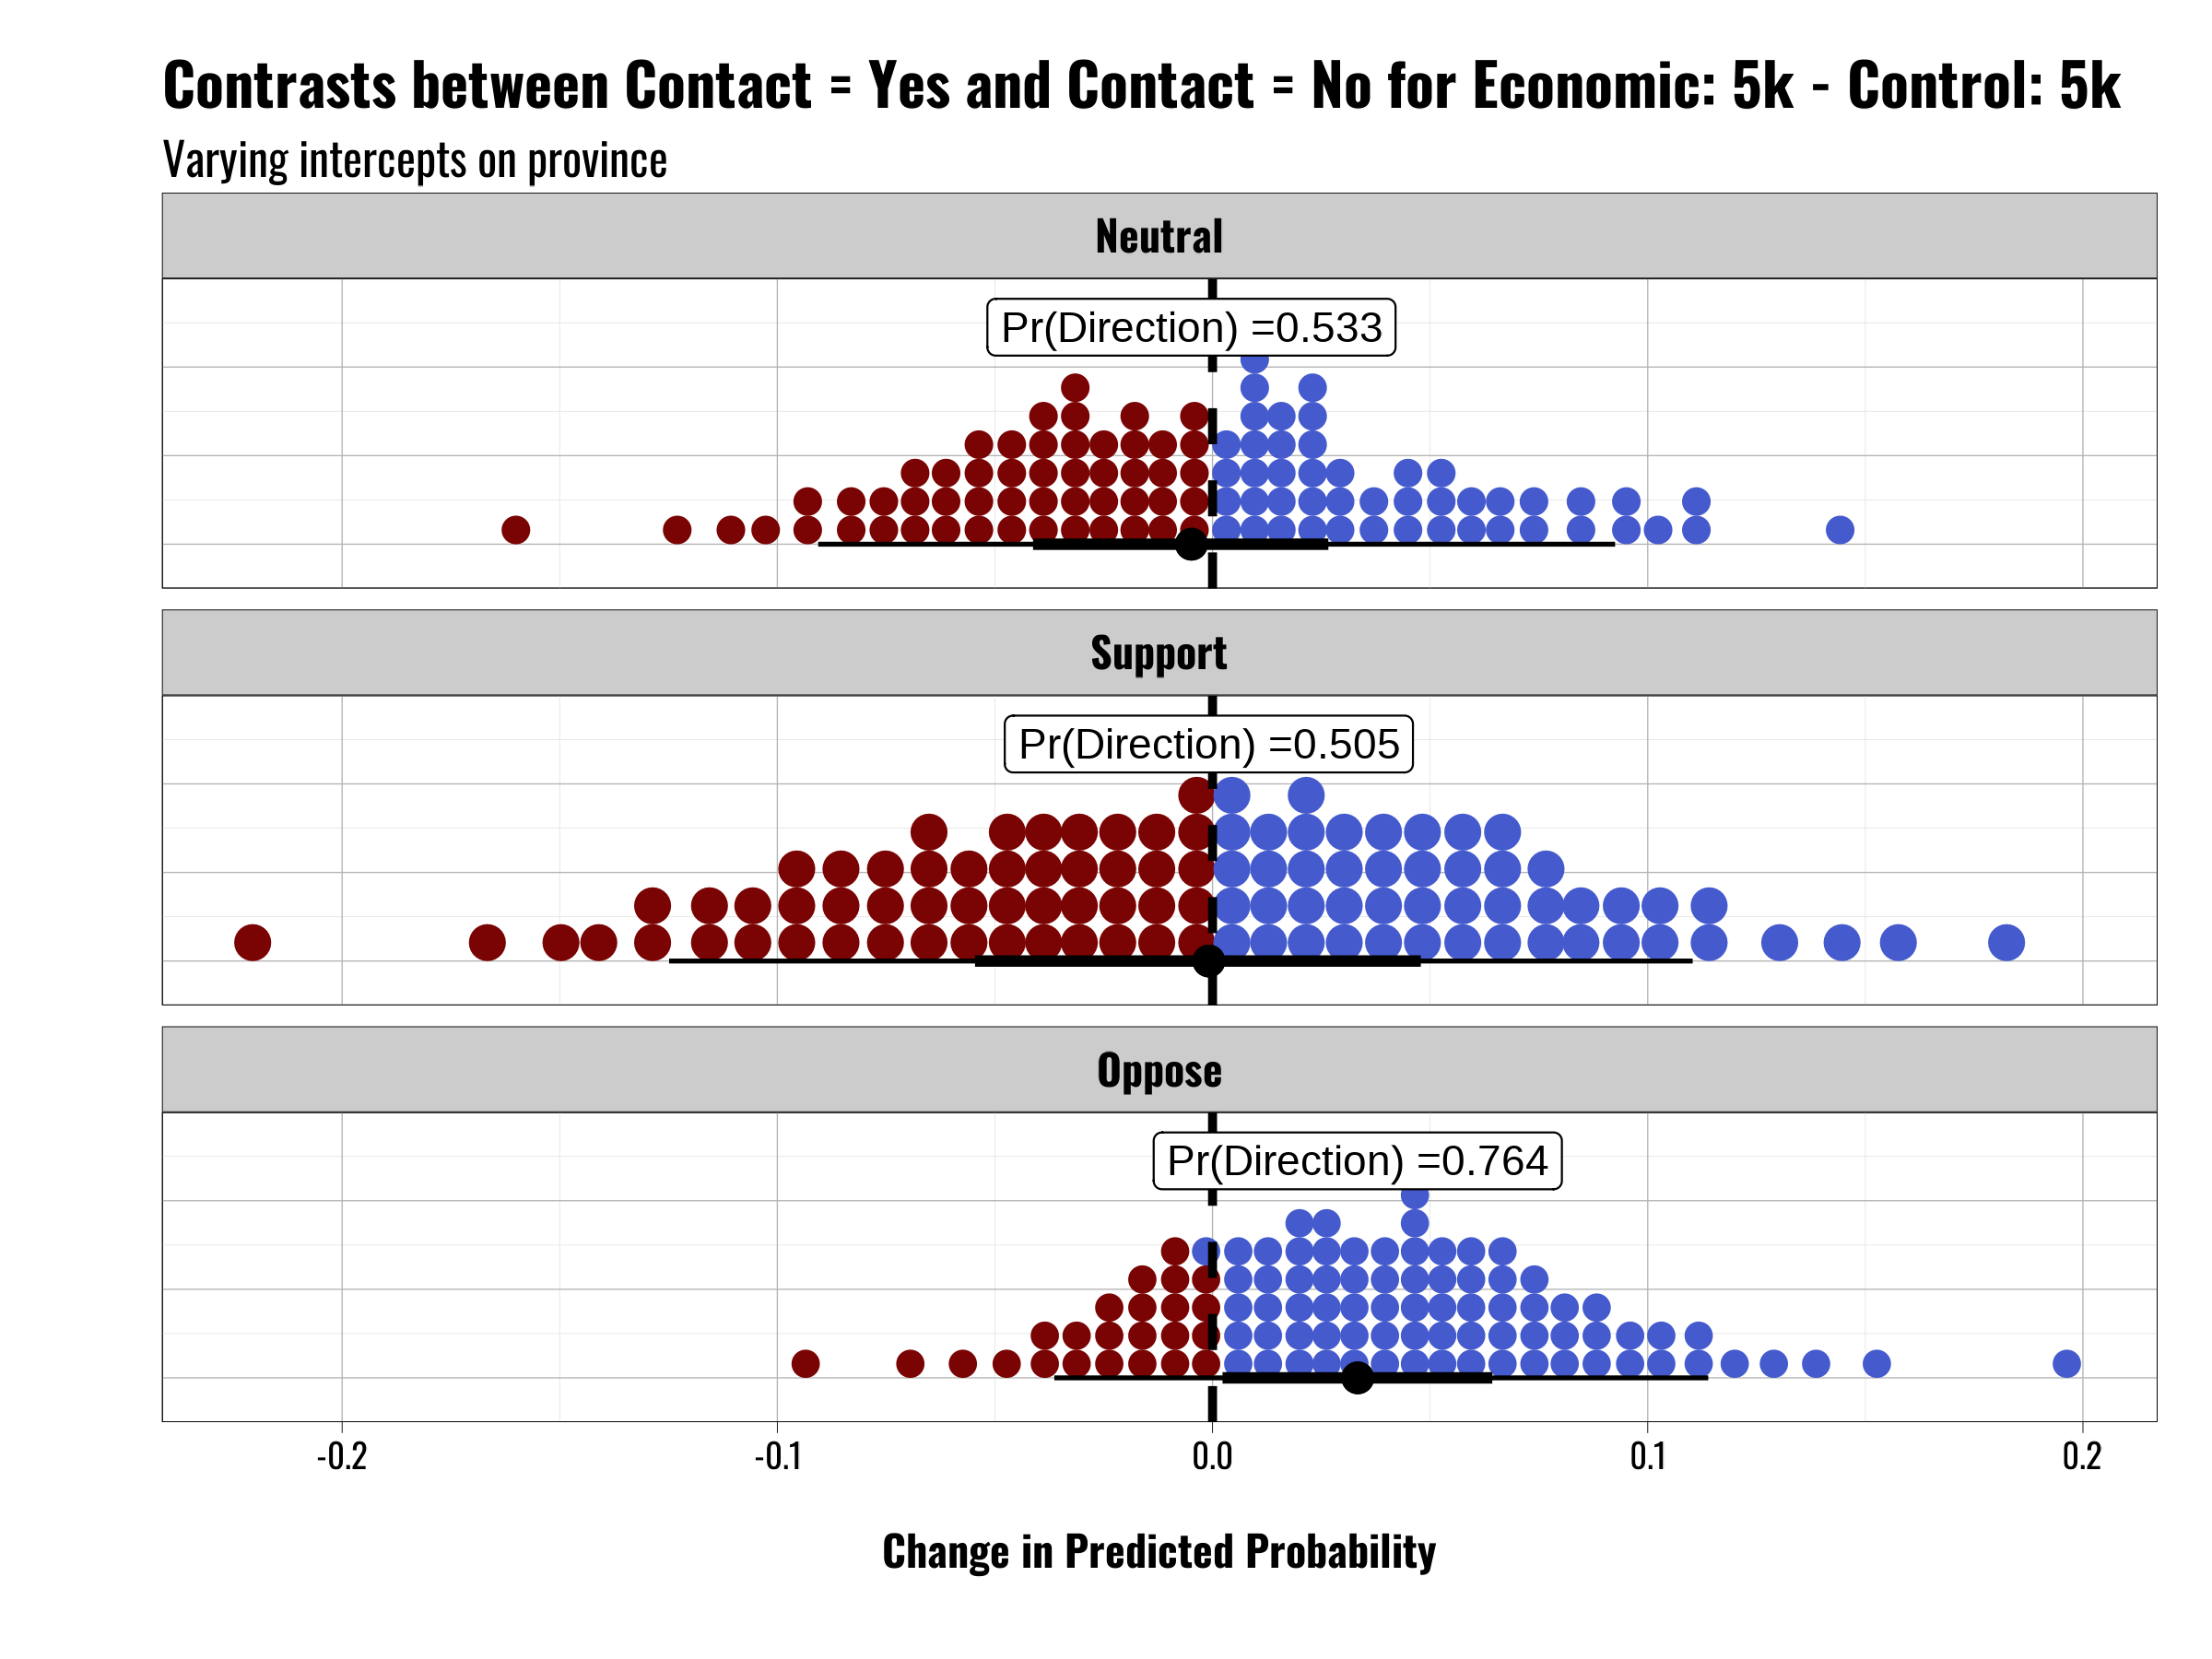 Contrasts between Contact = Yes and Contact = No for Economic: 5k - Control: 5k
Varying intercepts on province
Neutral
Pr(Direction) =0.533
Support
Pr(Direction) =0.505
Oppose
Pr(Direction) =0.764
-0.2 -0.1 0.0 0.1 0.2
Change in Predicted Probability